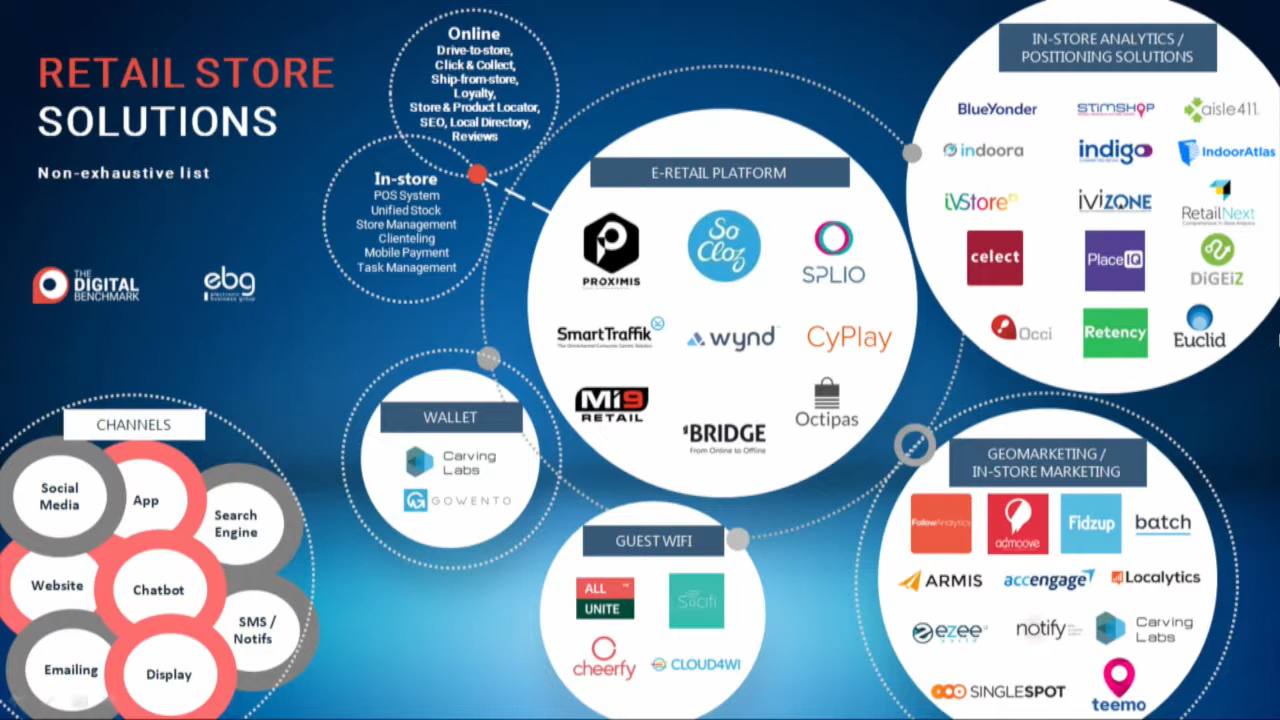 RETAIL STORE
SOLUTIONS
Non-exhaustive list
THE
DIGITAL
BENCHMARK
ebg
electronic
business group
Online
Drive-to-store,
Click & Collect,
Ship-from-store,
Loyalty,
Store & Product Locator,
SEO, Local Directory,
Reviews
In-store
POS System
Unified Stock
Store Management
Clienteling
Mobile Payment
Task Management
E-RETAIL PLATFORM
PROXIMIS
So
Cloz
SPLIO
SmartTraffik
wynd
CyPlay
Mi9
RETAIL
BRIDGE
From Online to Offline
Octipas
IN-STORE ANALYTICS /
POSITIONING SOLUTIONS
BlueYonder
STIMSHOP
aisle411
indoora
indigo
IndoorAtlas
iVStore
iViZONE
RetailNext
celect
PlaceIQ
DiGEiZ
Occi
Retency
Euclid
WALLET
Carving
Labs
GOWENTO
GUEST WIFI
ALL
UNITE
Socifi
cheerfy
CLOUD4WI
GEOMARKETING /
IN-STORE MARKETING
FollowAnalytics
admoove
Fidzup
batch
ARMIS
accengage
Localytics
ezee
world
notify
Carving
Labs
SINGLESPOT
teemo
CHANNELS
Social
Media
App
Search
Engine
Website
Chatbot
SMS /
Notifs
Emailing
Display